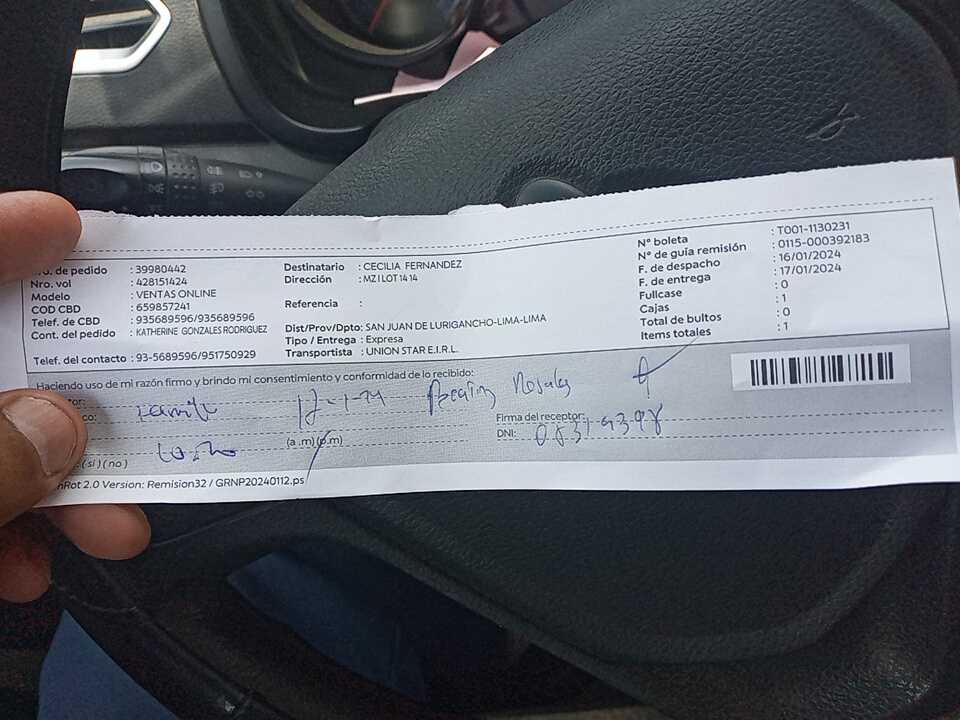 o. de pedido : 39980442
Nro. vol : 428151424
Modelo : VENTAS ONLINE
COD CBD : 659857241
Telef. de CBD : 935689596/935689596
Cont. del pedido : KATHERINE GONZALES RODRIGUEZ
Telef. del contacto : 93-5689596/951750929
Destinatario : CECILIA FERNANDEZ
Dirección : MZ I LOT 14 14
Referencia :
Dist/Prov/Dpto: SAN JUAN DE LURIGANCHO-LIMA-LIMA
Tipo / Entrega : Expresa
Transportista : UNION STAR E.I.R.L.
N° boleta : T001-1130231
N° de guía remisión : 0115-000392183
F. de despacho : 16/01/2024
F. de entrega : 17/01/2024
Fullcase : 0
Cajas : 1
Total de bultos : 0
Items totales : 1
Haciendo uso de mi razón firmo y brindo mi consentimiento y conformidad de lo recibido:
tor: Rosales
co: 17-1-24
Firma del receptor:
(a .m) (p.m)
DNI:
: (si) (no)
nRot 2.0 Version: Remision32 / GRNP20240112.ps